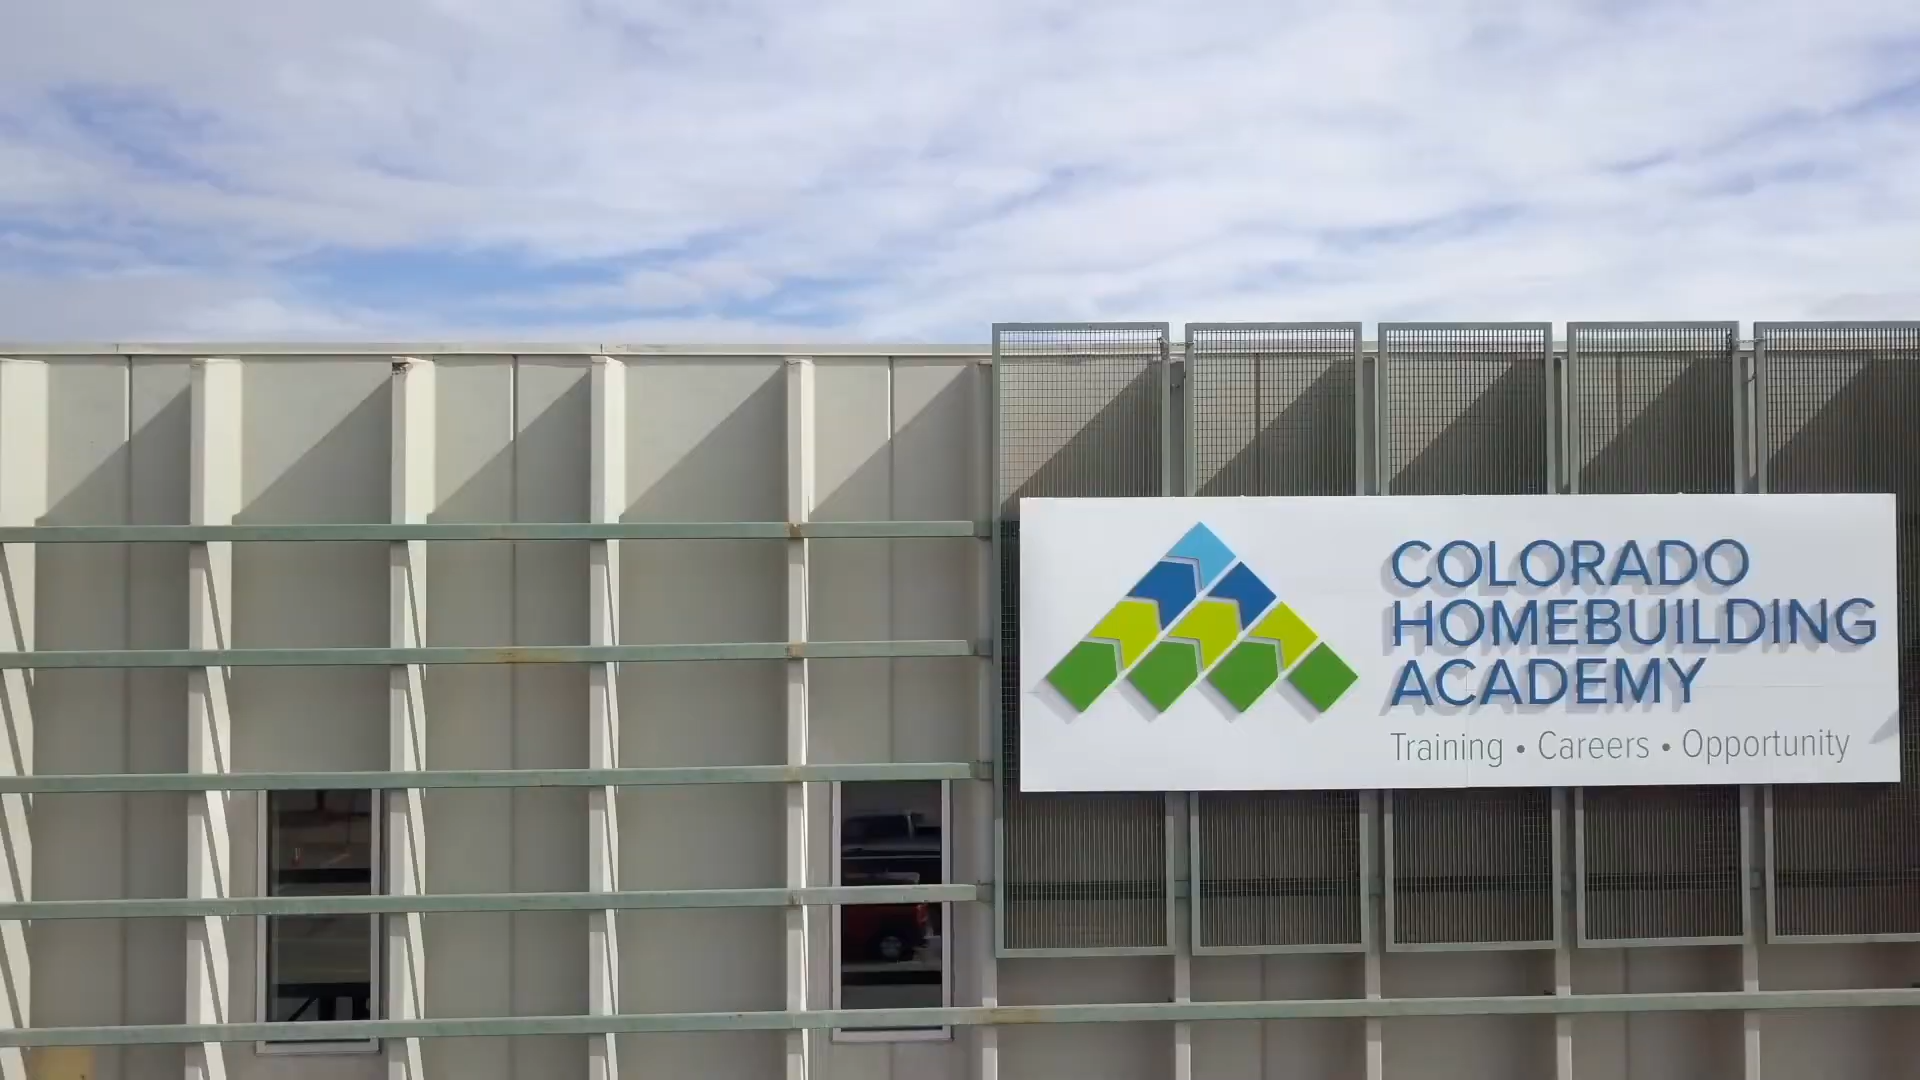 COLORADO
HOMEBUILDING
ACADEMY
Training • Careers • Opportunity